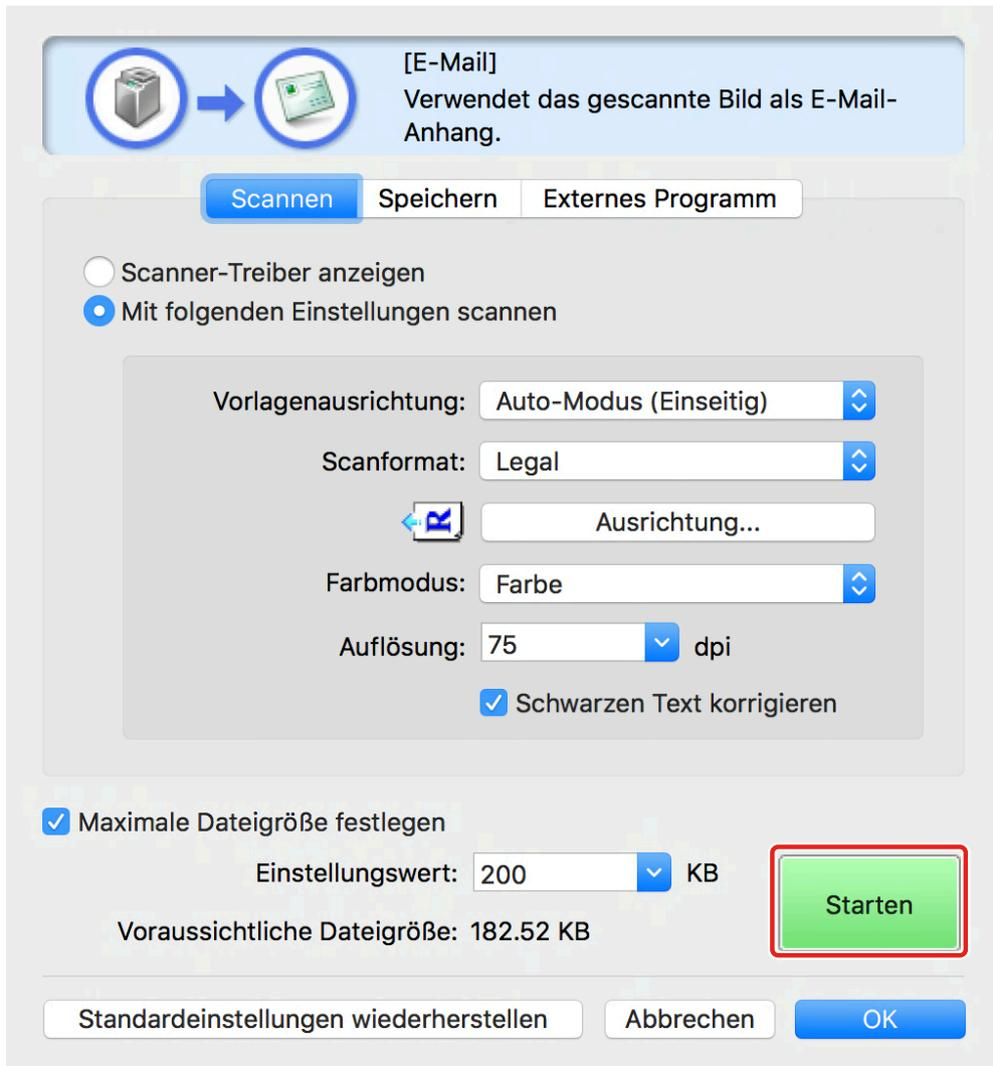 [E-Mail]
Verwendet das gescannte Bild als E-Mail-
Anhang.
Scannen Speichern Externes Programm
Scanner-Treiber anzeigen
Mit folgenden Einstellungen scannen
Vorlagenausrichtung: Auto-Modus (Einseitig)
Scanformat: Legal
R Ausrichtung...
Farbmodus: Farbe
Auflösung: 75 dpi
Schwarzen Text korrigieren
Maximale Dateigröße festlegen
Einstellungswert: 200 KB
Starten
Voraussichtliche Dateigröße: 182.52 KB
Standardeinstellungen wiederherstellen Abbrechen OK